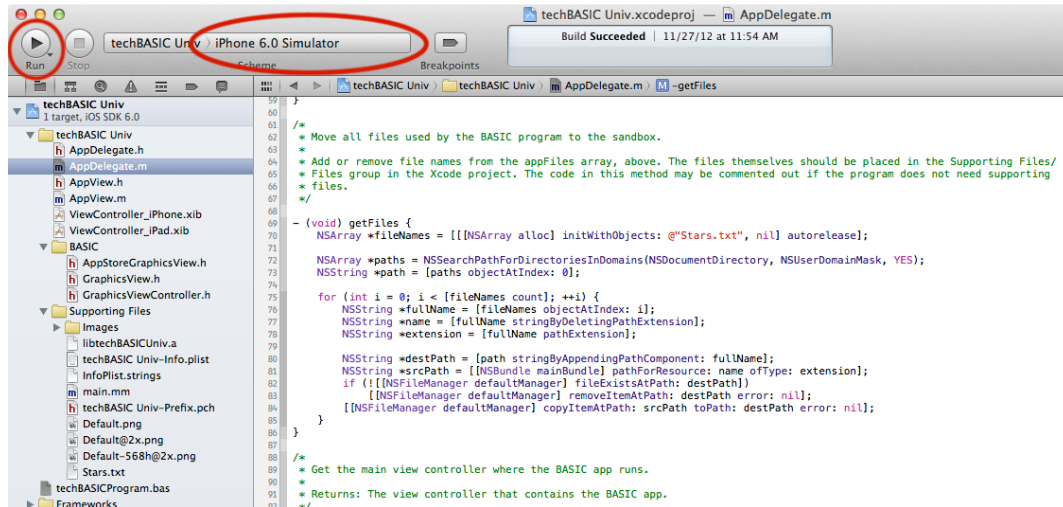 techBASIC Univ.xcodeproj — m AppDelegate.m
techBASIC Univ › iPhone 6.0 Simulator
Build Succeeded | 11/27/12 at 11:54 AM
Run Stop Scheme Breakpoints
techBASIC Univ › techBASIC Univ › m AppDelegate.m › M -getFiles
techBASIC Univ
1 target, iOS SDK 6.0
techBASIC Univ
h AppDelegate.h
m AppDelegate.m
h AppView.h
m AppView.m
ViewController_iPhone.xib
ViewController_iPad.xib
BASIC
h AppStoreGraphicsView.h
h GraphicsView.h
h GraphicsViewController.h
Supporting Files
Images
libtechBASICUniv.a
techBASIC Univ-Info.plist
InfoPlist.strings
m main.mm
h techBASIC Univ-Prefix.pch
Default.png
Default@2x.png
Default-568h@2x.png
Stars.txt
techBASICProgram.bas
Frameworks
59 }
60
61 /*
62 * Move all files used by the BASIC program to the sandbox.
63 *
64 * Add or remove file names from the appFiles array, above. The files themselves should be placed in the Supporting Files/
65 * Files group in the Xcode project. The code in this method may be commented out if the program does not need supporting
66 * files.
67 */
68
69 - (void) getFiles {
70 NSArray *fileNames = [[[NSArray alloc] initWithObjects: @"Stars.txt", nil] autorelease];
71
72 NSArray *paths = NSSearchPathForDirectoriesInDomains(NSDocumentDirectory, NSUserDomainMask, YES);
73 NSString *path = [paths objectAtIndex: 0];
74
75 for (int i = 0; i < [fileNames count]; ++i) {
76 NSString *fullName = [fileNames objectAtIndex: i];
77 NSString *name = [fullName stringByDeletingPathExtension];
78 NSString *extension = [fullName pathExtension];
79
80 NSString *destPath = [path stringByAppendingPathComponent: fullName];
81 NSString *srcPath = [[NSBundle mainBundle] pathForResource: name ofType: extension];
82 if (![[NSFileManager defaultManager] fileExistsAtPath: destPath])
83 [[NSFileManager defaultManager] removeItemAtPath: destPath error: nil];
84 [[NSFileManager defaultManager] copyItemAtPath: srcPath toPath: destPath error: nil];
85 }
86 }
87
88 /*
89 * Get the main view controller where the BASIC app runs.
90 *
91 * Returns: The view controller that contains the BASIC app.
92 */